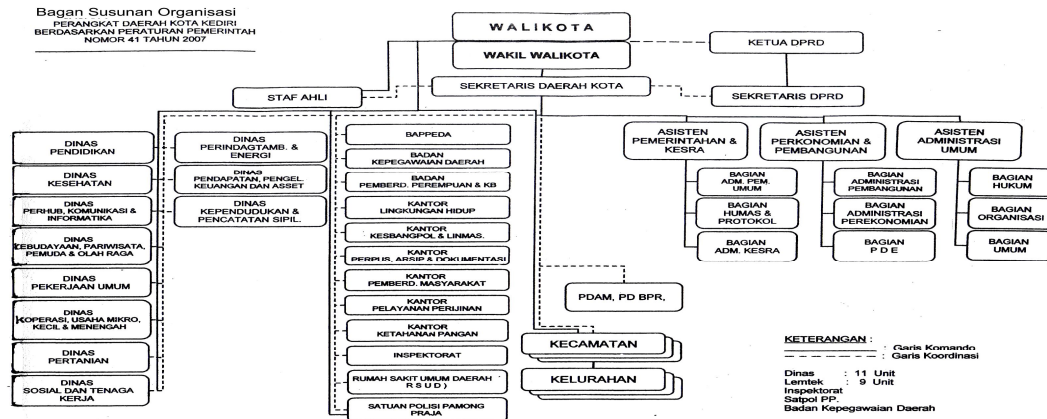 Bagan Susunan Organisasi
PERANGKAT DAERAH KOTA KEDIRI
BERDASARKAN PERATURAN PEMERINTAH
NOMOR 41 TAHUN 2007
WALIKOTA
WAKIL WALIKOTA
KETUA DPRD
SEKRETARIS DAERAH KOTA
STAF AHLI
SEKRETARIS DPRD
DINAS
PENDIDIKAN
DINAS
KESEHATAN
DINAS
PERHUB, KOMUNIKASI &
INFORMATIKA
DINAS
KEBUDAYAAN, PARIWISATA,
PEMUDA & OLAH RAGA
DINAS
PEKERJAAN UMUM
DINAS
KOPERASI, USAHA MIKRO,
KECIL & MENENGAH
DINAS
PERTANIAN
DINAS
SOSIAL DAN TENAGA
KERJA
DINAS
PERINDAGTAMB. &
ENERGI
DINAS
PENDAPATAN, PENGEL.
KEUANGAN DAN ASSET
DINAS
KEPENDUDUKAN &
PENCATATAN SIPIL.
BAPPEDA
BADAN
KEPEGAWAIAN DAERAH
BADAN
PEMBERD. PEREMPUAN & KB
KANTOR
LINGKUNGAN HIDUP
KANTOR
KESBANGPOL & LINMAS.
KANTOR
PERPUS, ARSIP & DOKUMENTASI
KANTOR
PEMBERD. MASYARAKAT
KANTOR
PELAYANAN PERIJINAN
KANTOR
KETAHANAN PANGAN
INSPEKTORAT
RUMAH SAKIT UMUM DAERAH
R S U D )
SATUAN POLISI PAMONG
PRAJA
ASISTEN
PEMERINTAHAN &
KESRA
BAGIAN
ADM. PEM.
UMUM
BAGIAN
HUMAS &
PROTOKOL
BAGIAN
ADM. KESRA
ASISTEN
PERKONOMIAN &
PEMBANGUNAN
BAGIAN
ADMINISTRASI
PEMBANGUNAN
BAGIAN
ADMINISTRASI
PEREKONOMIAN
BAGIAN
P D E
ASISTEN
ADMINISTRASI
UMUM
BAGIAN
HUKUM
BAGIAN
ORGANISASI
BAGIAN
UMUM
PDAM, PD BPR,
KECAMATAN
KELURAHAN
KETERANGAN :
: Garis Komando
: Garis Koordinasi
Dinas : 11 Unit
Lemtek : 9 Unit
Inspektorat
Satpol PP.
Badan Kepegawaian Daerah